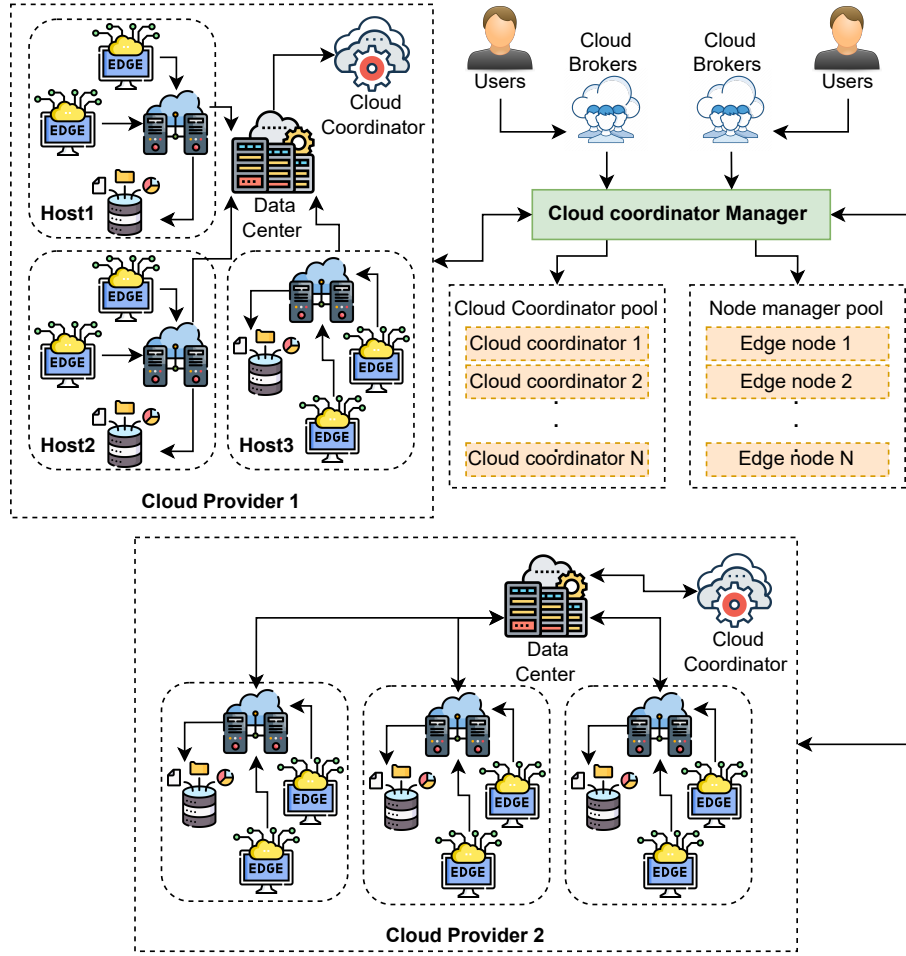 EDGE
EDGE
Host1
Data
Center
Cloud
Coordinator
EDGE
EDGE
Host2
EDGE
EDGE
Host3
Cloud Provider 1
Users
Cloud
Brokers
Cloud
Brokers
Users
Cloud coordinator Manager
Cloud Coordinator pool
Cloud coordinator 1
Cloud coordinator 2
Cloud coordinator N
Node manager pool
Edge node 1
Edge node 2
Edge node N
Data
Center
Cloud
Coordinator
EDGE
EDGE
EDGE
EDGE
EDGE
EDGE
Cloud Provider 2